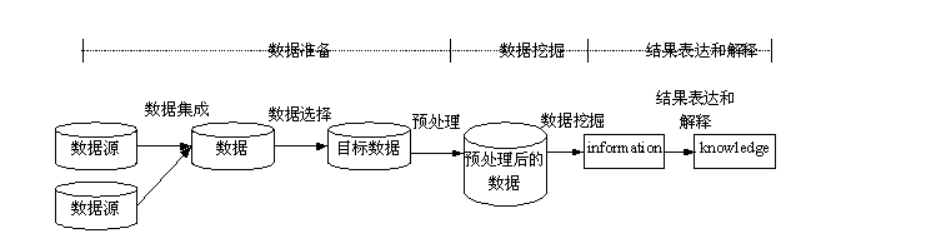 数据准备
数据挖掘
结果表达和解释
数据集成
数据选择
预处理
数据挖掘
结果表达和
解释
数据源
数据
目标数据
预处理后的
数据
information
knowledge
数据源